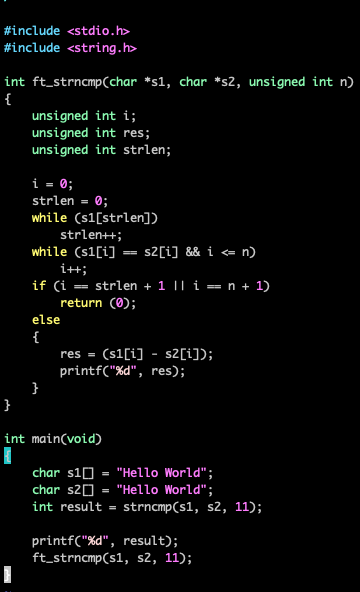 #include <stdio.h>
#include <string.h>
int ft_strncmp(char *s1, char *s2, unsigned int n)
{
unsigned int i;
unsigned int res;
unsigned int strlen;
i = 0;
strlen = 0;
while (s1[strlen])
strlen++;
while (s1[i] == s2[i] && i <= n)
i++;
if (i == strlen + 1 || i == n + 1)
return (0);
else
{
res = (s1[i] - s2[i]);
printf("%d", res);
}
}
int main(void)
{
char s1[] = "Hello World";
char s2[] = "Hello World";
int result = strncmp(s1, s2, 11);
printf("%d", result);
ft_strncmp(s1, s2, 11);
}